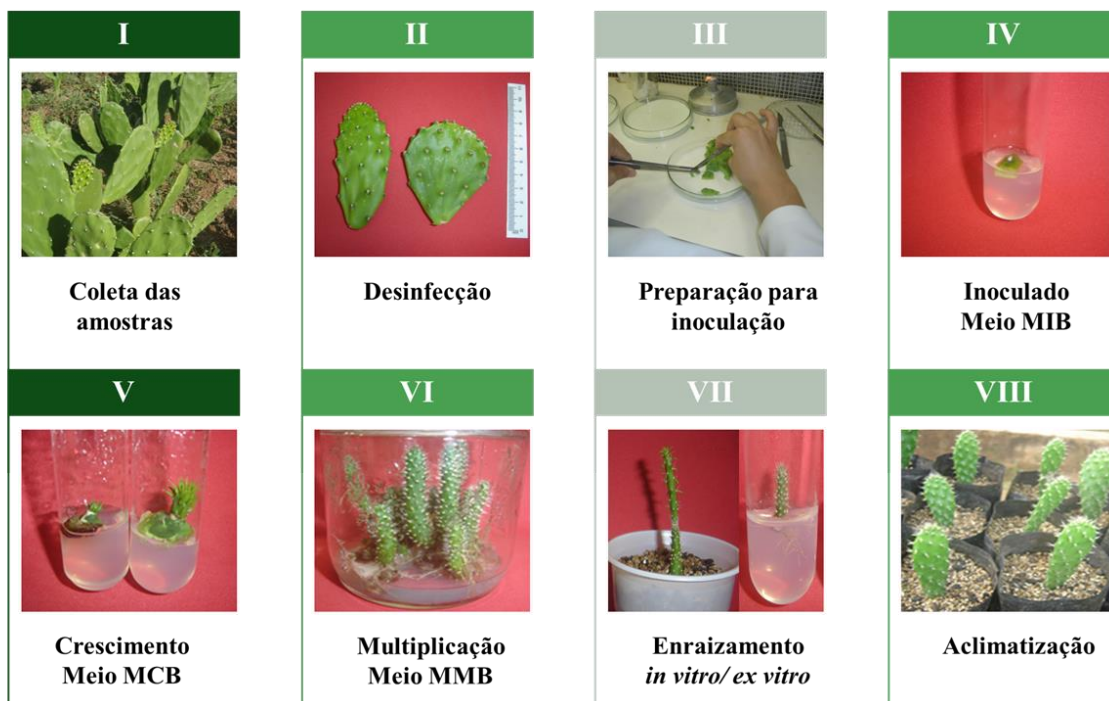 I
II
III
IV
Coleta das
amostras
Desinfecção
Preparação para
inoculação
Inoculado
Meio MIB
V
VI
VII
VIII
Crescimento
Meio MCB
Multiplicação
Meio MMB
Enraizamento
in vitro/ ex vitro
Aclimatização